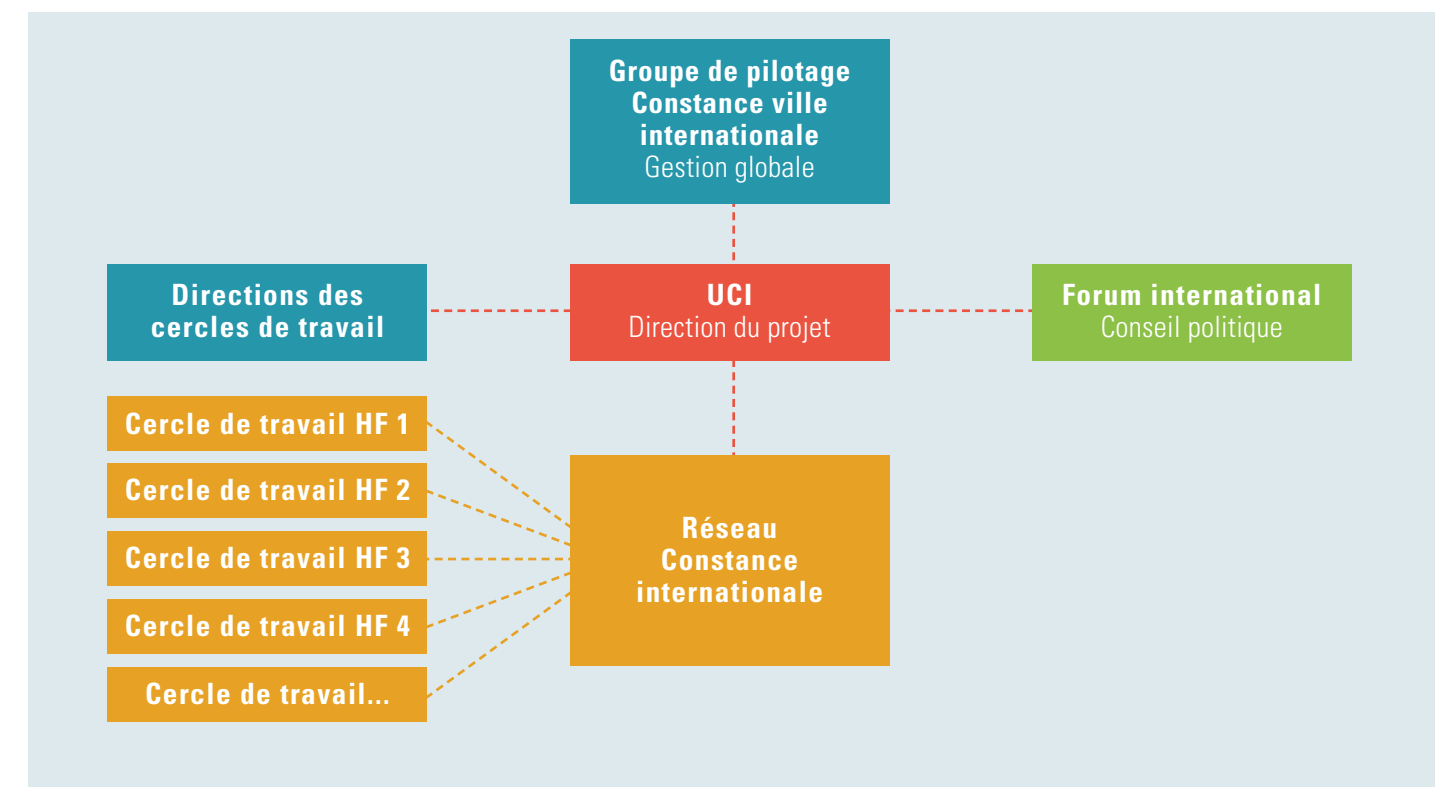 Groupe de pilotage
Constance ville
internationale
Gestion globale
Directions des
cercles de travail
UCI
Direction du projet
Forum international
Conseil politique
Cercle de travail HF 1
Cercle de travail HF 2
Cercle de travail HF 3
Cercle de travail HF 4
Cercle de travail...
Réseau
Constance
internationale